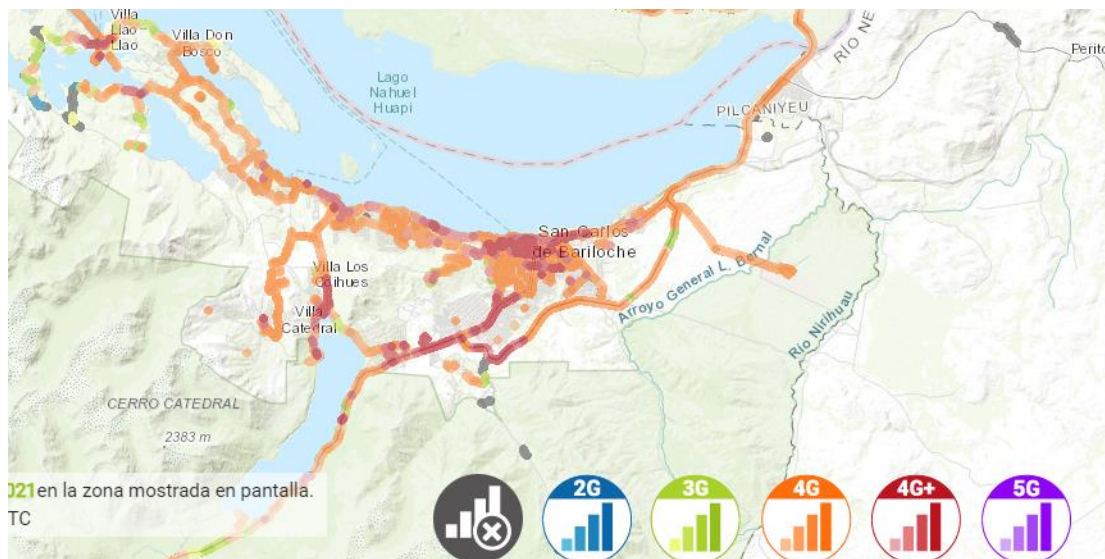 Villa
Llao
Llao
Villa Don
Bosco
Lago
Nahuel
Huapi
RÍO NE
Perito
PILCANIYEU
San Carlos
de Bariloche
Villa Los
Coihues
Villa
Catedral
Arroyo General L. Bernal
Río Ñirihuau
CERRO CATEDRAL
2383 m
021 en la zona mostrada en pantalla.
TC
2G
3G
4G
4G+
5G